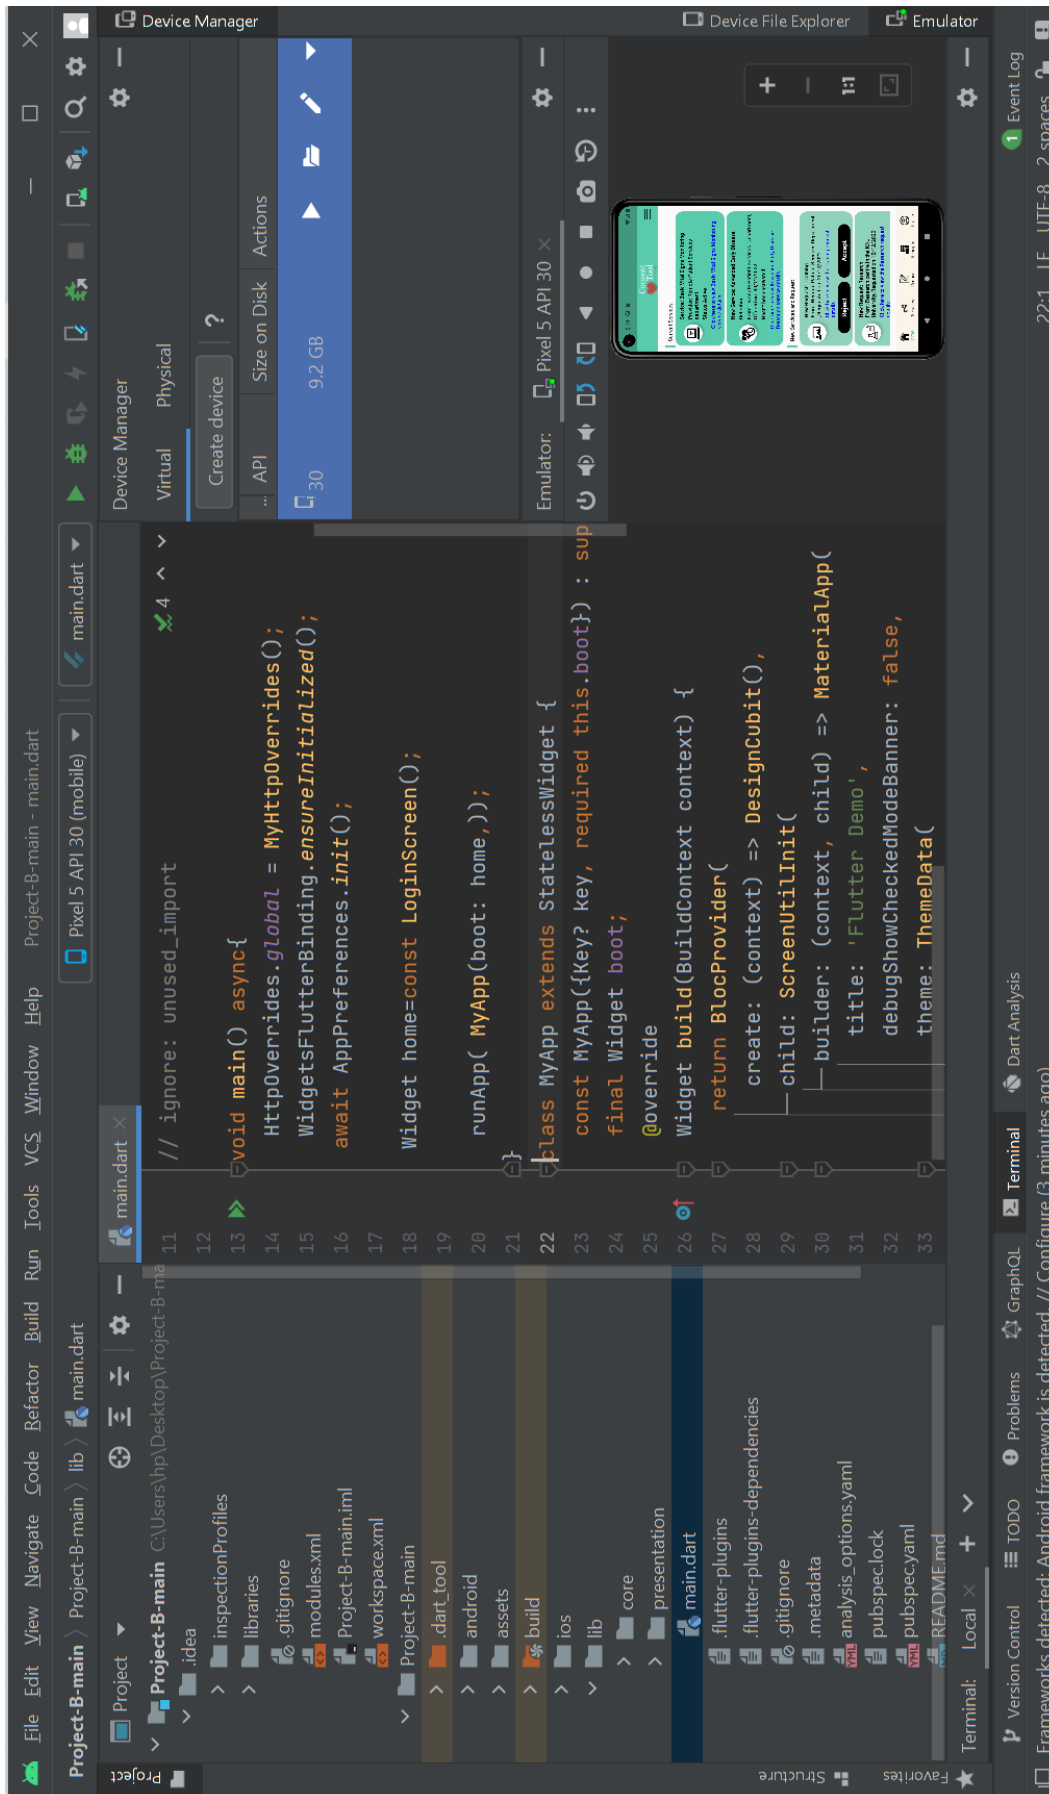 File Edit View Navigate Code Refactor Build Run Tools VCS Window Help Project-B-main - main.dart
Project-B-main Project-B-main lib main.dart
Pixel 5 API 30 (mobile) main.dart
Project
Project
Project-B-main C:\Users\hp\Desktop\Project-B-ma
.idea
inspectionProfiles
libraries
.gitignore
modules.xml
Project-B-main.iml
workspace.xml
Project-B-main
.dart_tool
android
assets
build
ios
lib
core
presentation
main.dart
.flutter-plugins
.flutter-plugins-dependencies
.gitignore
.metadata
analysis_options.yaml
pubspec.lock
pubspec.yaml
README.md
Structure
Favorites
main.dart
4
11 // ignore: unused_import
12
13 void main() async{
14 HttpOverrides.global = MyHttpOverrides();
15 WidgetsFlutterBinding.ensureInitialized();
16 await AppPreferences.init();
17
18 Widget home=const LoginScreen();
19
20 runApp( MyApp(boot: home,));
21 }
22 class MyApp extends StatelessWidget {
23 const MyApp({Key? key, required this.boot}) : sup
24 final Widget boot;
25 @override
26 Widget build(BuildContext context) {
27 return BlocProvider(
28 create: (context) => DesignCubit(),
29 child: ScreenUtilInit(
30 builder: (context, child) => MaterialApp(
31 title: 'Flutter Demo',
32 debugShowCheckedModeBanner: false,
33 theme: ThemeData(
Device Manager
Virtual Physical
Create device ?
... API Size on Disk Actions
30 9.2 GB
Emulator: Pixel 5 API 30
1:1
Consent
Tool
Reject Accept
Device Manager
Device File Explorer
Emulator
Terminal: Local
Version Control TODO Problems GraphQL Terminal Dart Analysis 1 Event Log
Frameworks detected: Android framework is detected. // Configure (3 minutes ago) 22:1 LF UTF-8 2 spaces